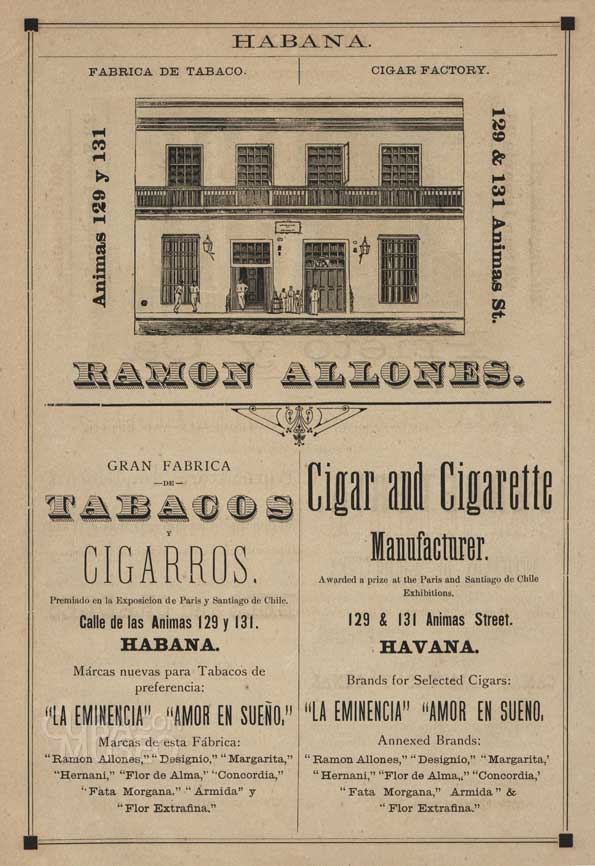 HABANA.
FABRICA DE TABACO.
CIGAR FACTORY.
Animas 129 y 131
129 & 131 Animas St.
RAMON ALLONES.
GRAN FABRICA
—DE—
TABACOS
Y
CIGARROS.
Premiado en la Exposicion de Paris y Santiago de Chile.
Calle de las Animas 129 y 131.
HABANA.
Márcas nuevas para Tabacos de
preferencia:
"LA EMINENCIA" "AMOR EN SUEÑO,"
Marcas de esta Fábrica:
"Ramon Allones," "Designio," "Margarita,"
"Hernani," "Flor de Alma," "Concordia,"
"Fata Morgana." "Armida" y
"Flor Extrafina."
Cigar and Cigarette
Manufacturer.
Awarded a prize at the Paris and Santiago de Chile
Exhibitions.
129 & 131 Animas Street.
HAVANA.
Brands for Selected Cigars:
"LA EMINENCIA" "AMOR EN SUENO,
Annexed Brands:
"Ramon Allones," "Designio," "Margarita,'
"Hernani," "Flor de Alma,," "Concordia,'
"Fata Morgana," Armida" &
"Flor Extrafina."